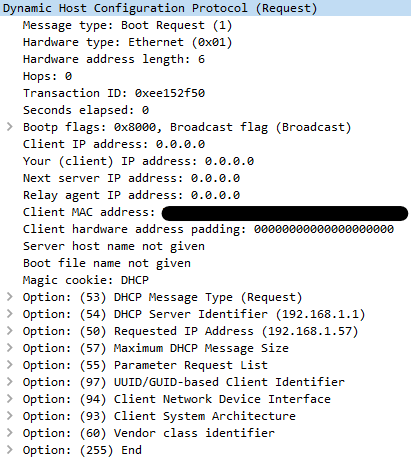 Dynamic Host Configuration Protocol (Request)
Message type: Boot Request (1)
Hardware type: Ethernet (0x01)
Hardware address length: 6
Hops: 0
Transaction ID: 0xee152f50
Seconds elapsed: 0
Bootp flags: 0x8000, Broadcast flag (Broadcast)
Client IP address: 0.0.0.0
Your (client) IP address: 0.0.0.0
Next server IP address: 0.0.0.0
Relay agent IP address: 0.0.0.0
Client MAC address:
Client hardware address padding: 00000000000000000000
Server host name not given
Boot file name not given
Magic cookie: DHCP
Option: (53) DHCP Message Type (Request)
Option: (54) DHCP Server Identifier (192.168.1.1)
Option: (50) Requested IP Address (192.168.1.57)
Option: (57) Maximum DHCP Message Size
Option: (55) Parameter Request List
Option: (97) UUID/GUID-based Client Identifier
Option: (94) Client Network Device Interface
Option: (93) Client System Architecture
Option: (60) Vendor class identifier
Option: (255) End